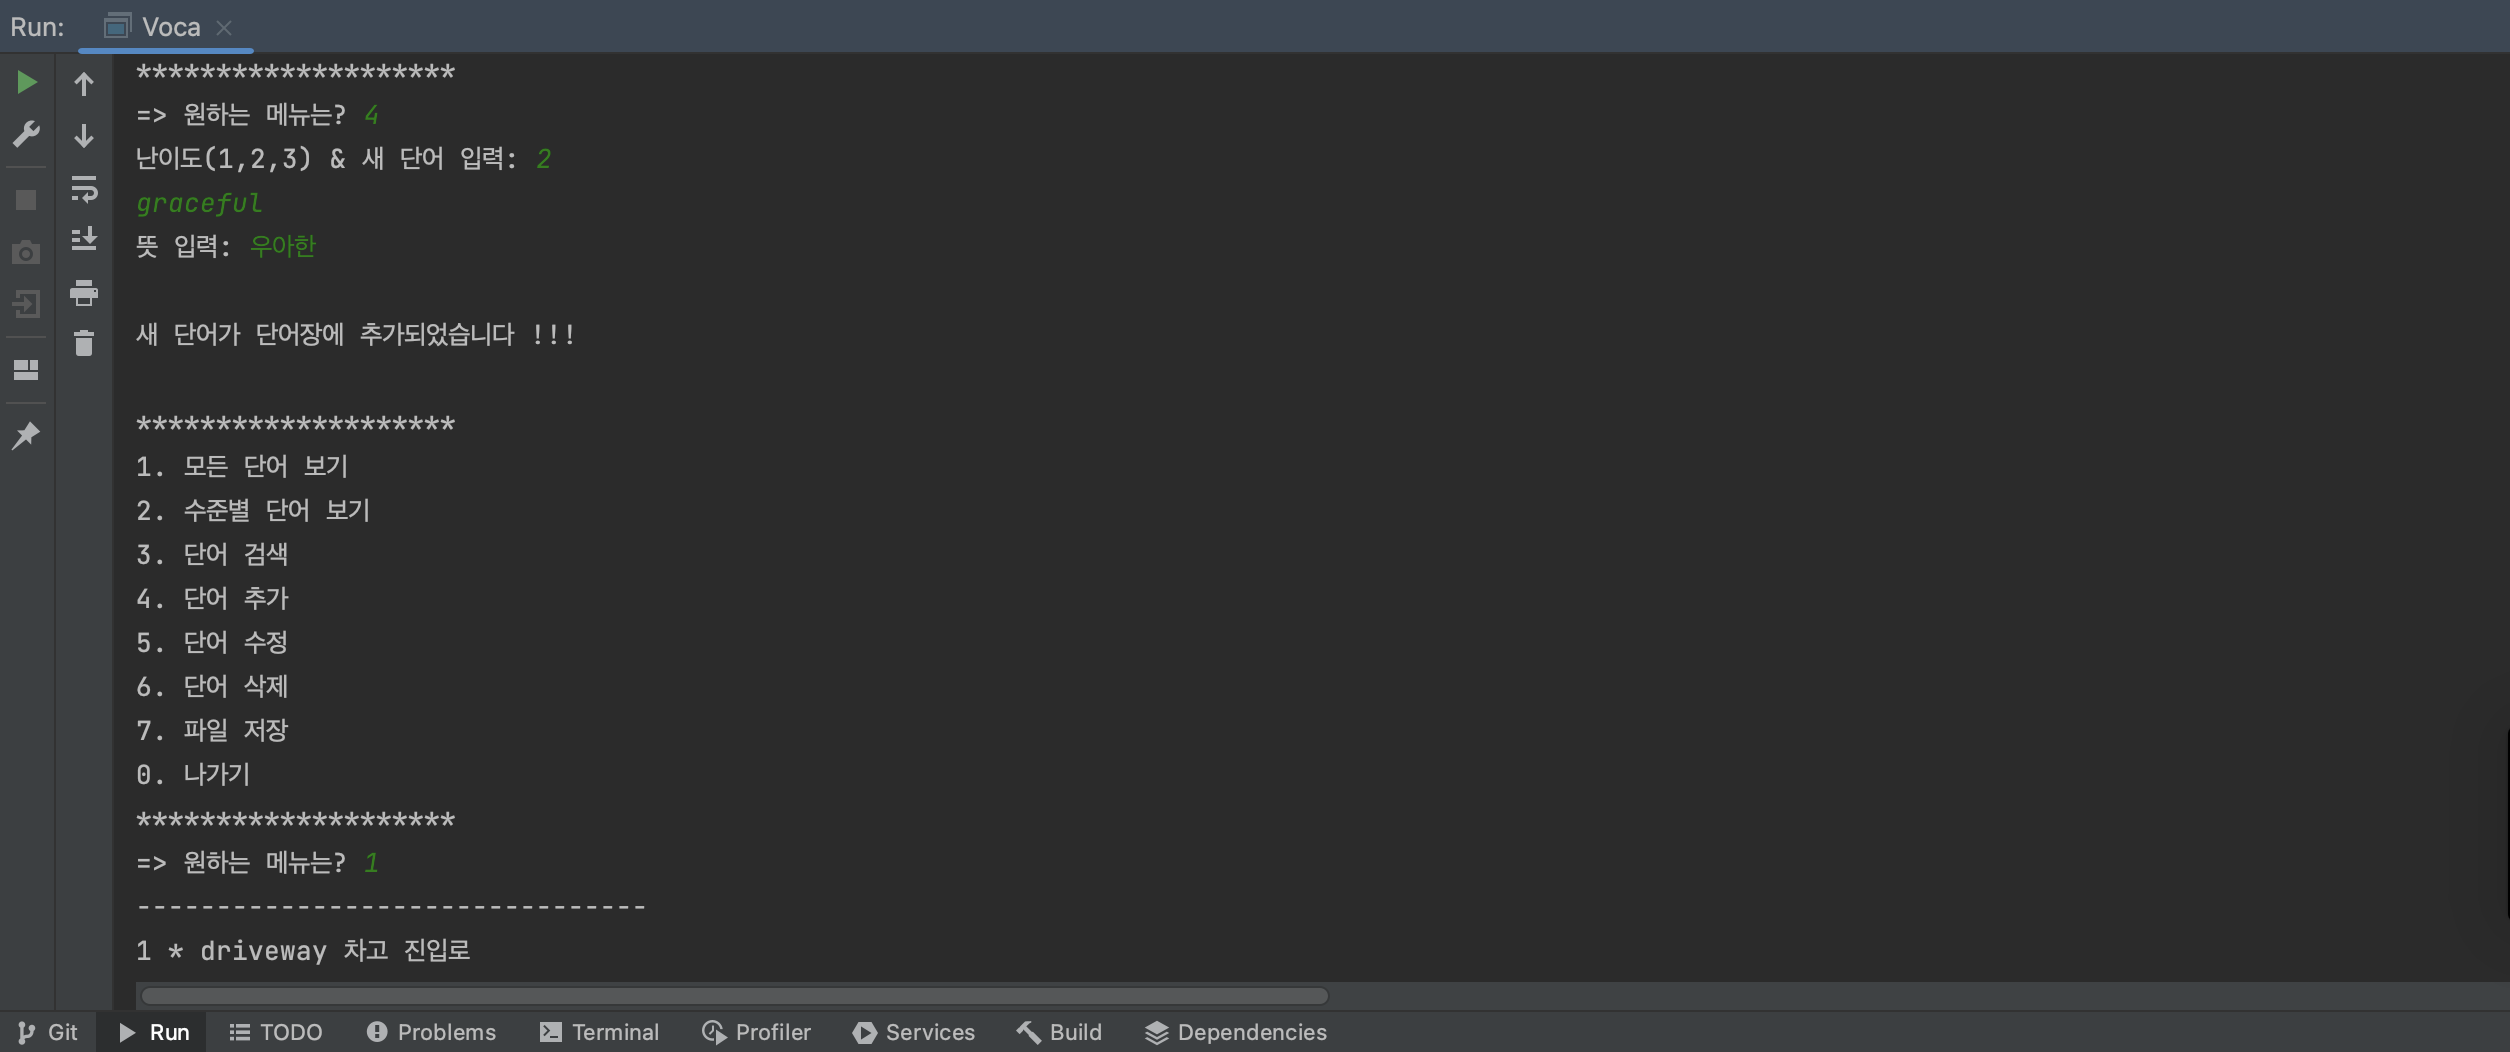 Run: Voca
********************
=> 원하는 메뉴는? 4
난이도(1,2,3) & 새 단어 입력: 2
graceful
뜻 입력: 우아한
새 단어가 단어장에 추가되었습니다 !!!
********************
1. 모든 단어 보기
2. 수준별 단어 보기
3. 단어 검색
4. 단어 추가
5. 단어 수정
6. 단어 삭제
7. 파일 저장
0. 나가기
********************
=> 원하는 메뉴는? 1
--------------------------------
1 * driveway 차고 진입로
Git Run TODO Problems Terminal Profiler Services Build Dependencies